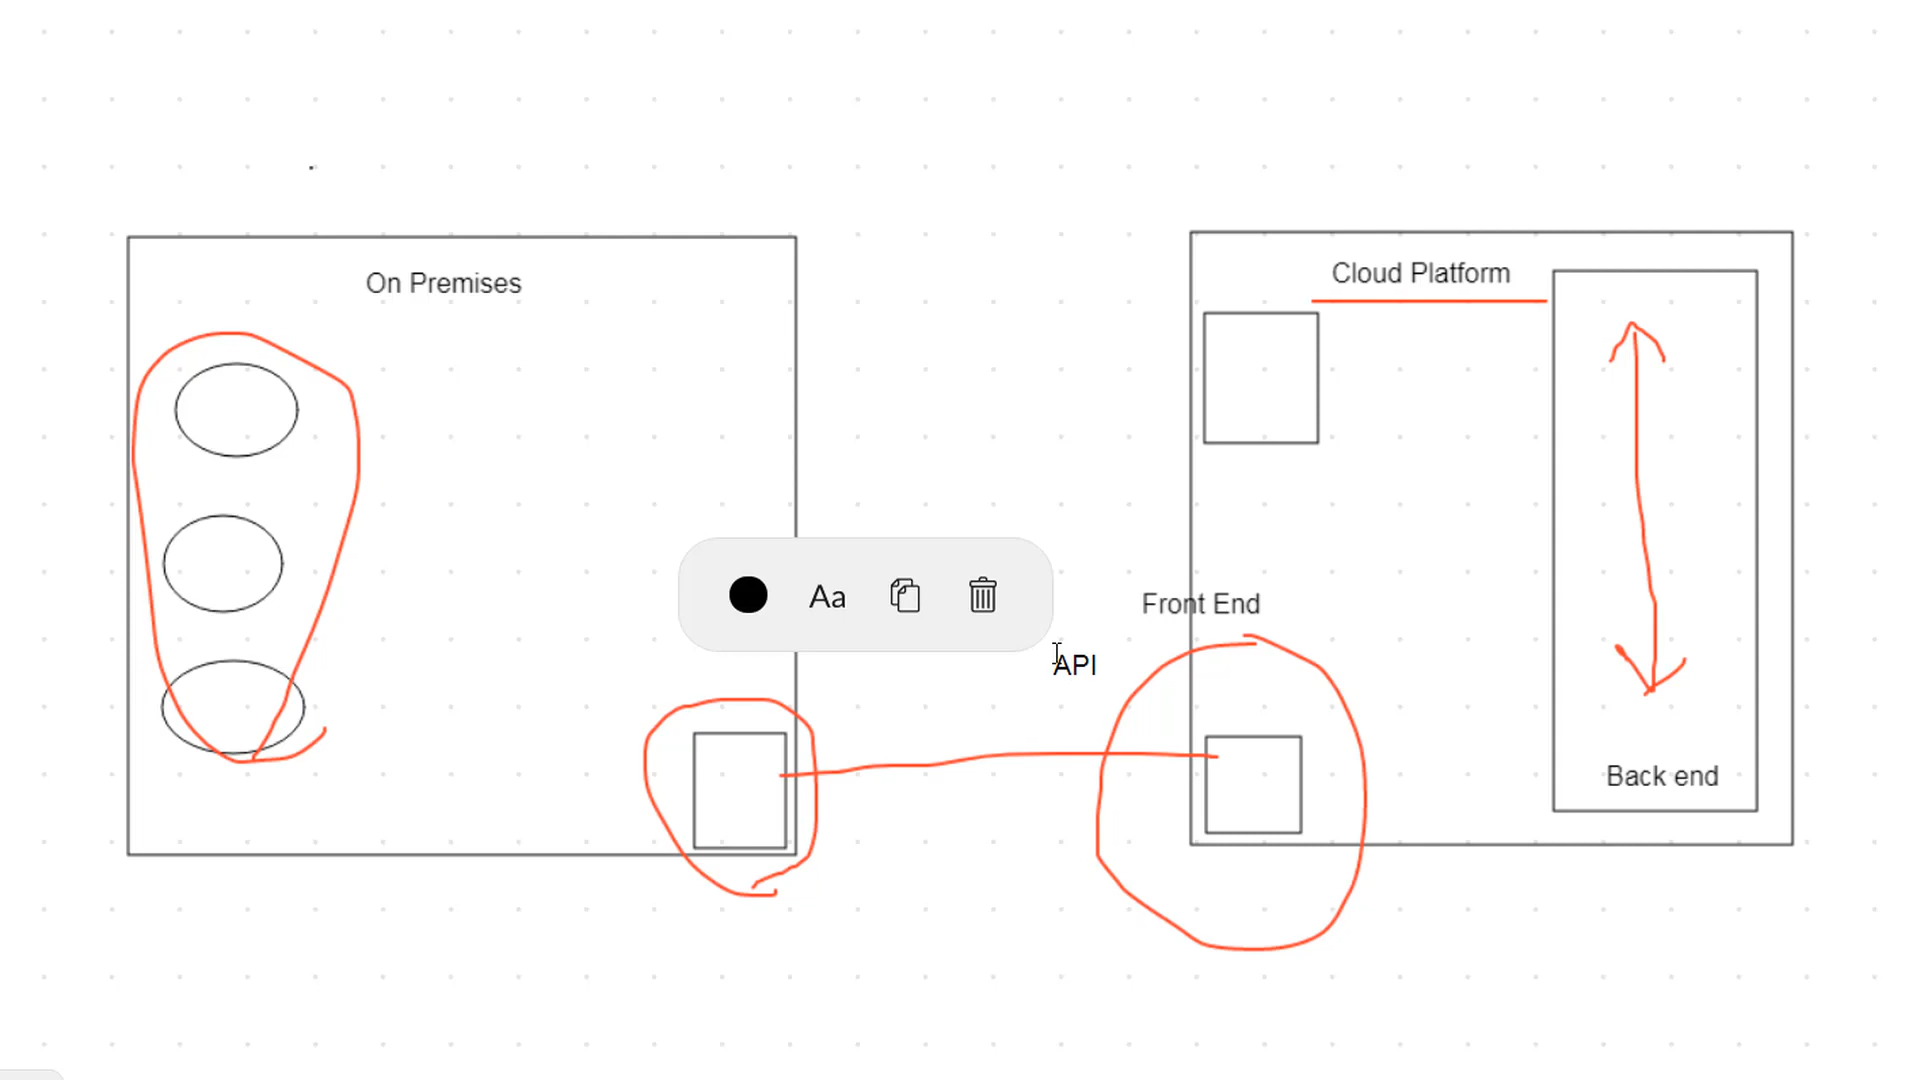 On Premises
Cloud Platform
Aa
Front End
API
Back end